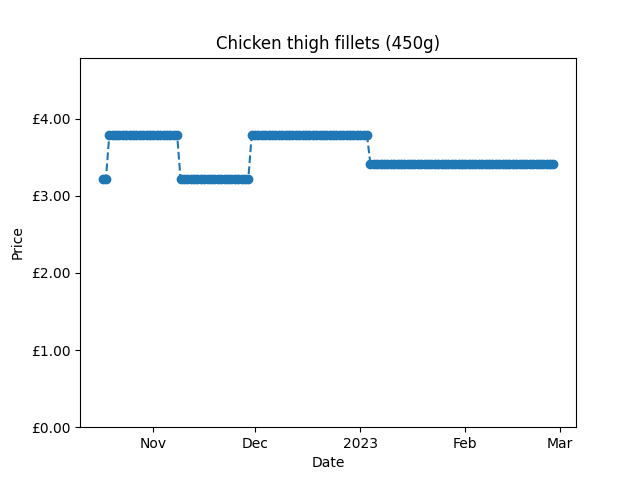 Chicken thigh fillets (450g)
£4.00
£3.00
£2.00
£1.00
£0.00
Price
Nov Dec 2023 Feb Mar
Date